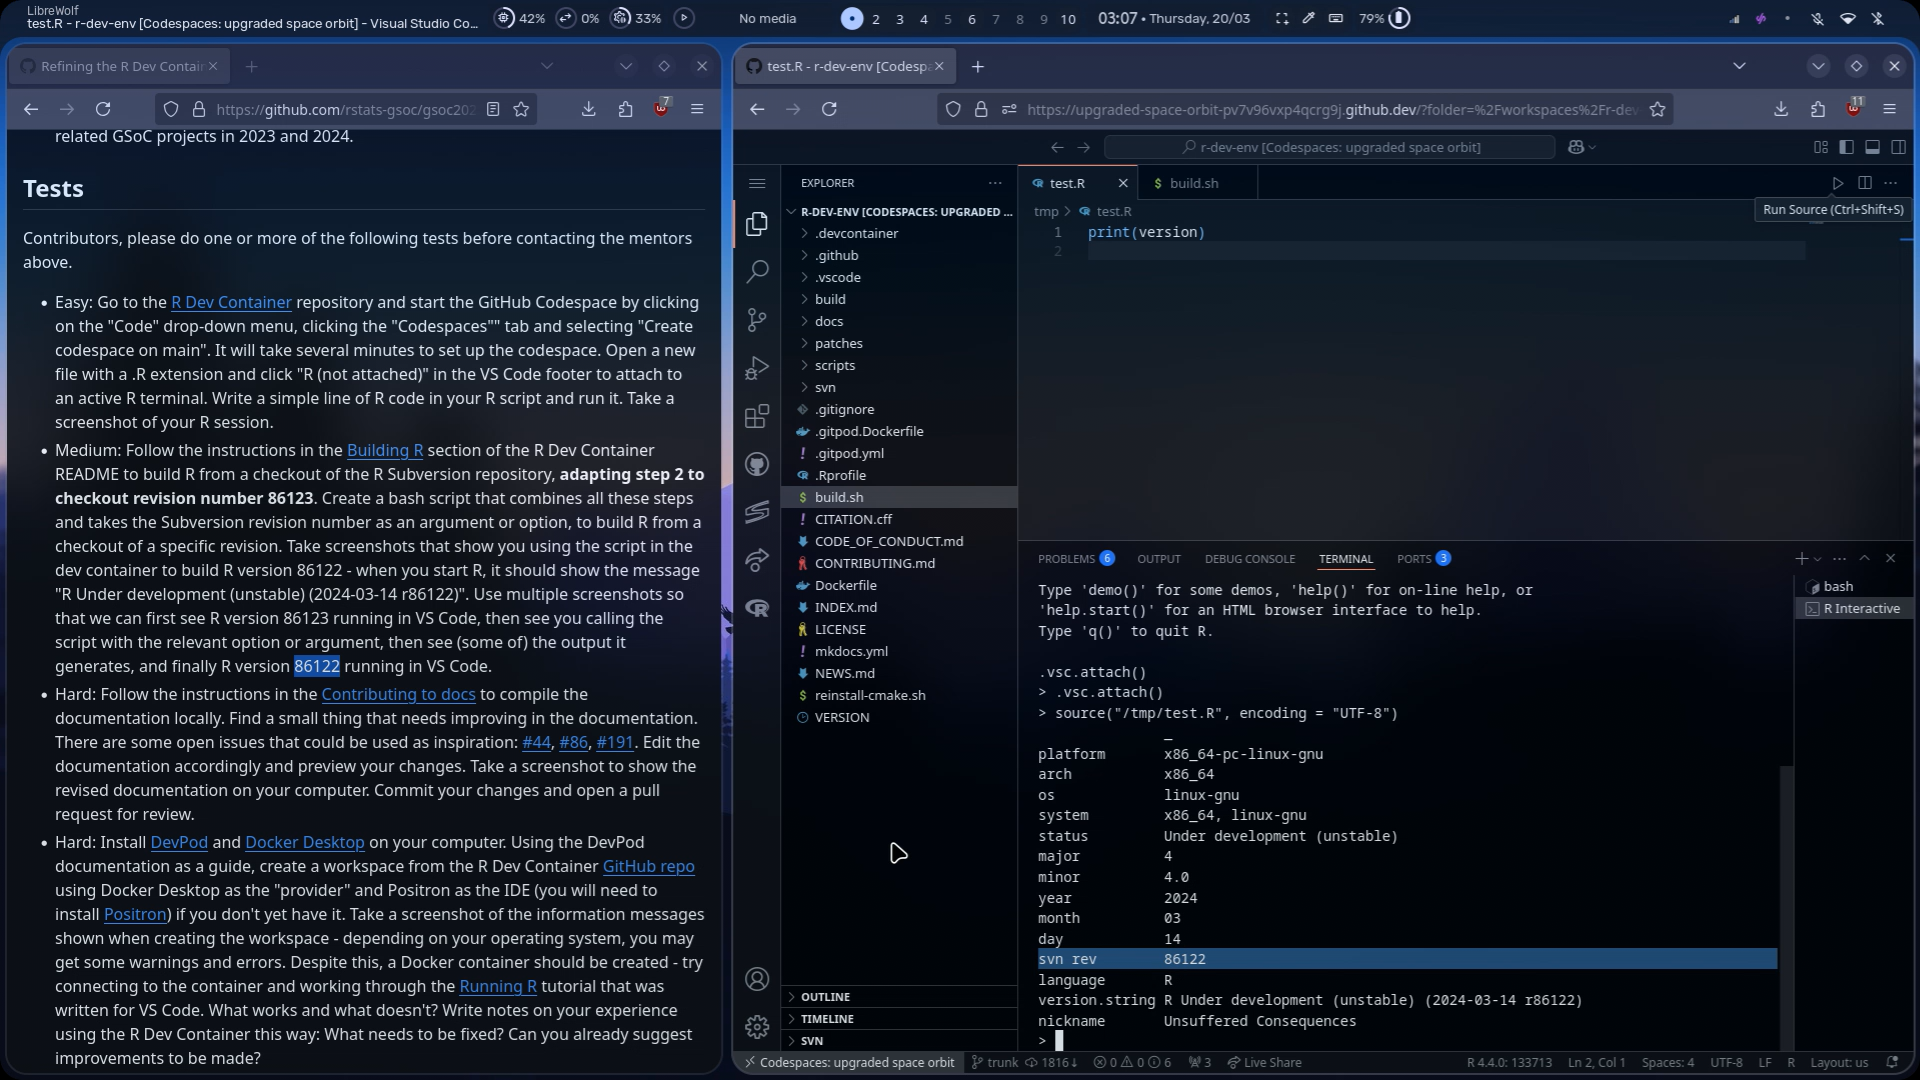 LibreWolf
test.R - r-dev-env [Codespaces: upgraded space orbit] - Visual Studio Co...
42%
0%
33%
No media
2 3 4 5 6 7 8 9 10
03:07 • Thursday, 20/03
79%
Refining the R Dev Contain
https://github.com/rstats-gsoc/gsoc202
7
related GSoC projects in 2023 and 2024.
Tests
Contributors, please do one or more of the following tests before contacting the mentors
above.
• Easy: Go to the R Dev Container repository and start the GitHub Codespace by clicking
on the "Code" drop-down menu, clicking the "Codespaces"" tab and selecting "Create
codespace on main". It will take several minutes to set up the codespace. Open a new
file with a .R extension and click "R (not attached)" in the VS Code footer to attach to
an active R terminal. Write a simple line of R code in your R script and run it. Take a
screenshot of your R session.
• Medium: Follow the instructions in the Building R section of the R Dev Container
README to build R from a checkout of the R Subversion repository, adapting step 2 to
checkout revision number 86123. Create a bash script that combines all these steps
and takes the Subversion revision number as an argument or option, to build R from a
checkout of a specific revision. Take screenshots that show you using the script in the
dev container to build R version 86122 - when you start R, it should show the message
"R Under development (unstable) (2024-03-14 r86122)". Use multiple screenshots so
that we can first see R version 86123 running in VS Code, then see you calling the
script with the relevant option or argument, then see (some of) the output it
generates, and finally R version 86122 running in VS Code.
• Hard: Follow the instructions in the Contributing to docs to compile the
documentation locally. Find a small thing that needs improving in the documentation.
There are some open issues that could be used as inspiration: #44, #86, #191. Edit the
documentation accordingly and preview your changes. Take a screenshot to show the
revised documentation on your computer. Commit your changes and open a pull
request for review.
• Hard: Install DevPod and Docker Desktop on your computer. Using the DevPod
documentation as a guide, create a workspace from the R Dev Container GitHub repo
using Docker Desktop as the "provider" and Positron as the IDE (you will need to
install Positron) if you don't yet have it. Take a screenshot of the information messages
shown when creating the workspace - depending on your operating system, you may
get some warnings and errors. Despite this, a Docker container should be created - try
connecting to the container and working through the Running R tutorial that was
written for VS Code. What works and what doesn't? Write notes on your experience
using the R Dev Container this way: What needs to be fixed? Can you already suggest
improvements to be made?
test.R - r-dev-env [Codesp
https://upgraded-space-orbit-pv7v96vxp4qcrg9j.github.dev/?folder=%2Fworkspaces%2Fr-dev
11
r-dev-env [Codespaces: upgraded space orbit]
EXPLORER
R-DEV-ENV [CODESPACES: UPGRADED ...
.devcontainer
.github
.vscode
build
docs
patches
scripts
svn
.gitignore
.gitpod.Dockerfile
.gitpod.yml
.Rprofile
build.sh
CITATION.cff
CODE_OF_CONDUCT.md
CONTRIBUTING.md
Dockerfile
INDEX.md
LICENSE
mkdocs.yml
NEWS.md
reinstall-cmake.sh
VERSION
OUTLINE
TIMELINE
SVN
test.R
build.sh
Run Source (Ctrl+Shift+S)
tmp > test.R
1 print(version)
2
PROBLEMS 6 OUTPUT DEBUG CONSOLE TERMINAL PORTS 3
bash
R Interactive
Type 'demo()' for some demos, 'help()' for on-line help, or
'help.start()' for an HTML browser interface to help.
Type 'q()' to quit R.
.vsc.attach()
> .vsc.attach()
> source("/tmp/test.R", encoding = "UTF-8")
_
platform x86_64-pc-linux-gnu
arch x86_64
os linux-gnu
system x86_64, linux-gnu
status Under development (unstable)
major 4
minor 4.0
year 2024
month 03
day 14
svn rev 86122
language R
version.string R Under development (unstable) (2024-03-14 r86122)
nickname Unsuffered Consequences
>
Codespaces: upgraded space orbit trunk 1816↓ 0 0 6 3 Live Share R 4.4.0: 133713 Ln 2, Col 1 Spaces: 4 UTF-8 LF R Layout: us